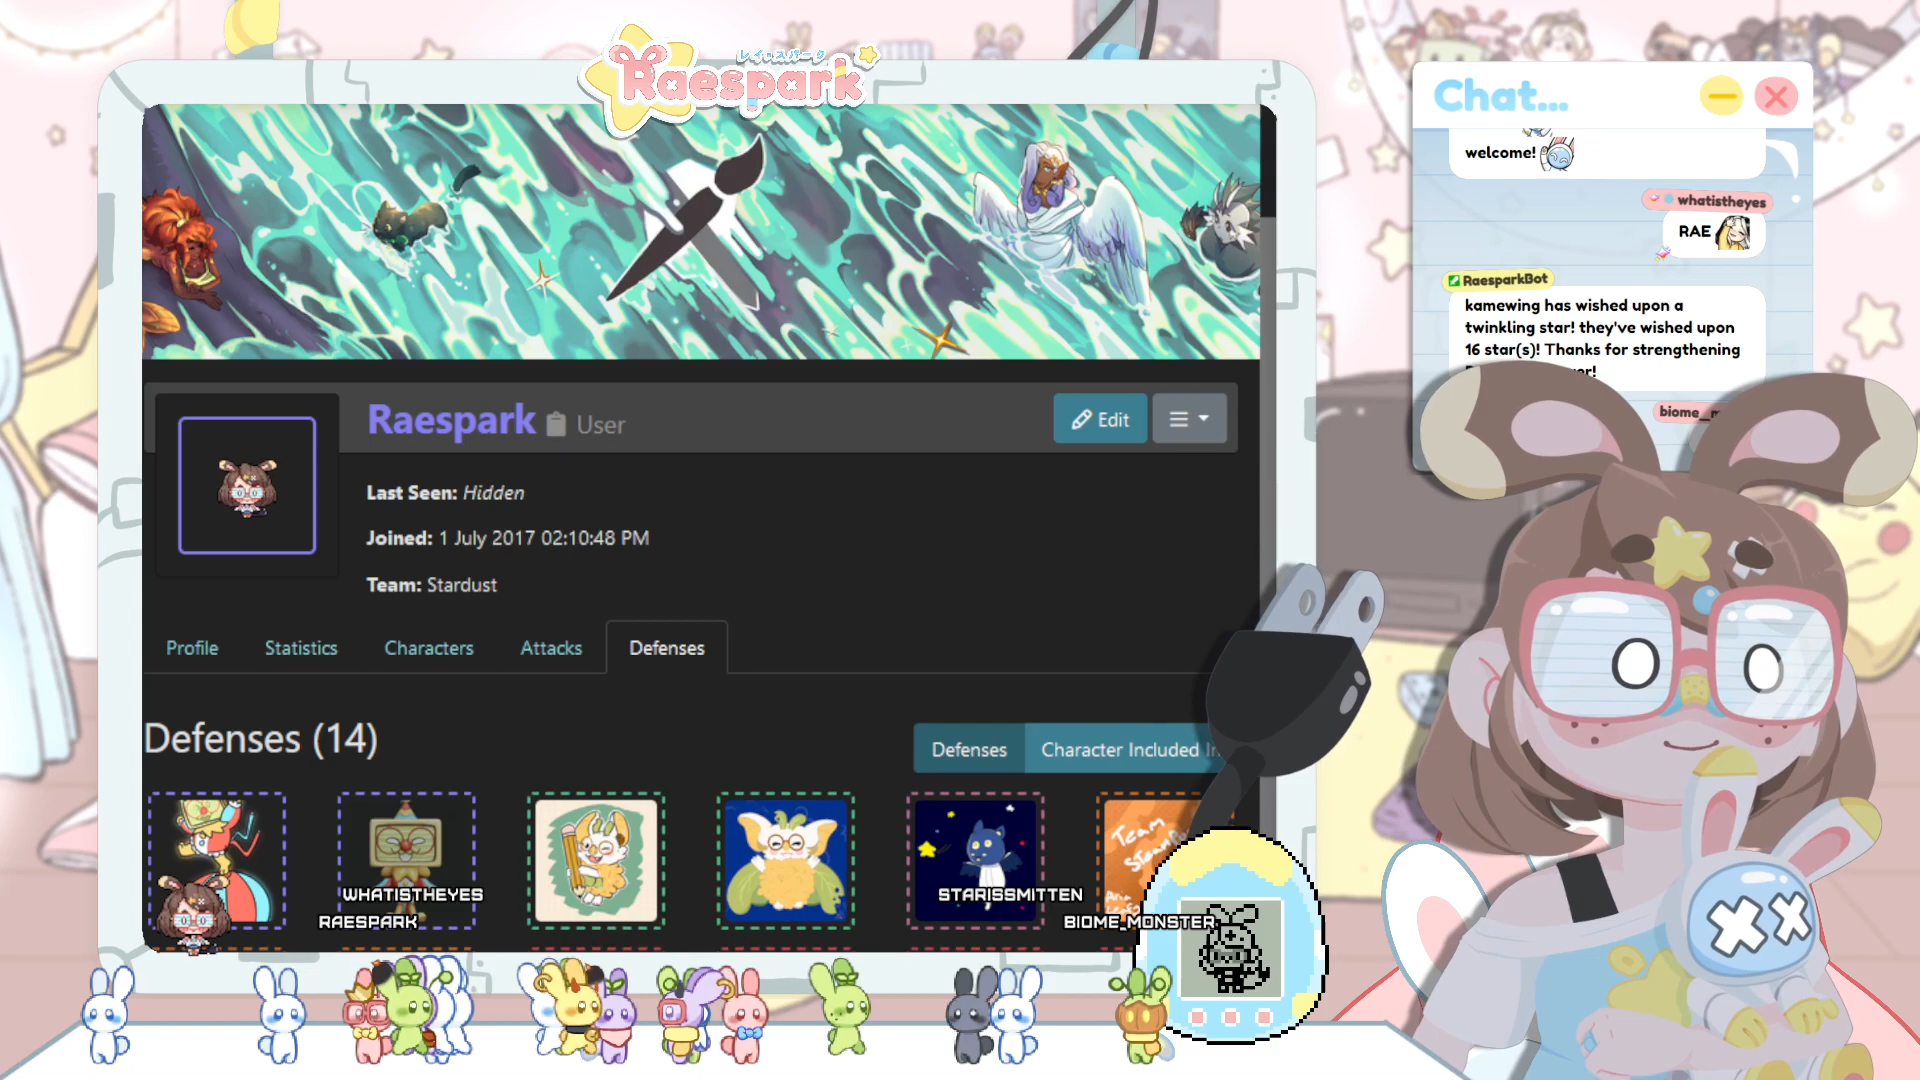 レイ・スパーク
Raespark
Raespark User
Edit
Last Seen: Hidden
Joined: 1 July 2017 02:10:48 PM
Team: Stardust
Profile Statistics Characters Attacks Defenses
Defenses (14)
Defenses Character Included In
Team
WHATISTHEYES
RAESPARK
STARISSMITTEN
BIOME_MONSTER
Chat...
welcome!
whatistheyes
RAE
RaesparkBot
kamewing has wished upon a
twinkling star! they've wished upon
16 star(s)! Thanks for strengthening
biome_m